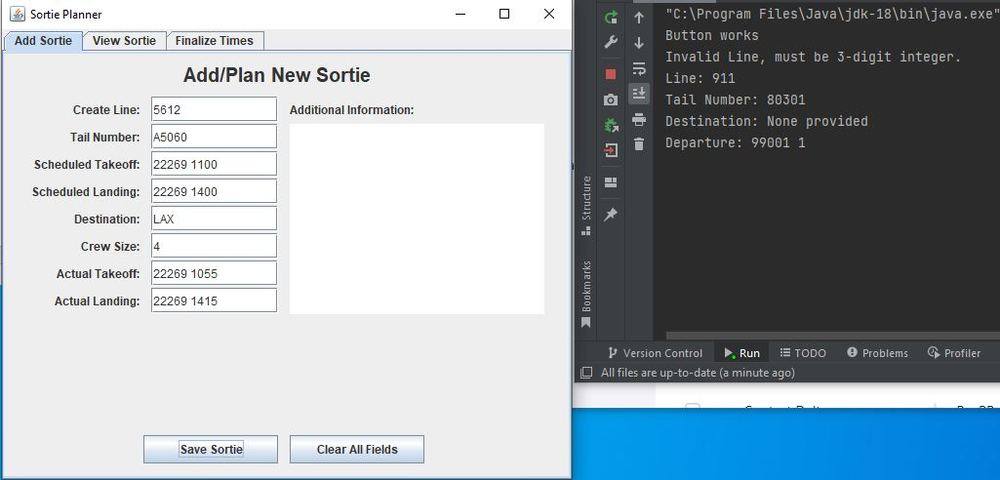 Sortie Planner
Add Sortie
View Sortie
Finalize Times
Add/Plan New Sortie
Create Line:
5612
Additional Information:
Tail Number:
A5060
Scheduled Takeoff:
22269 1100
Scheduled Landing:
22269 1400
Destination:
LAX
Crew Size:
4
Actual Takeoff:
22269 1055
Actual Landing:
22269 1415
Save Sortie
Clear All Fields
"C:\Program Files\Java\jdk-18\bin\java.exe"
Button works
Invalid Line, must be 3-digit integer.
Line: 911
Tail Number: 80301
Destination: None provided
Departure: 99001 1
Structure
Bookmarks
Version Control
Run
TODO
Problems
Profiler
All files are up-to-date (a minute ago)